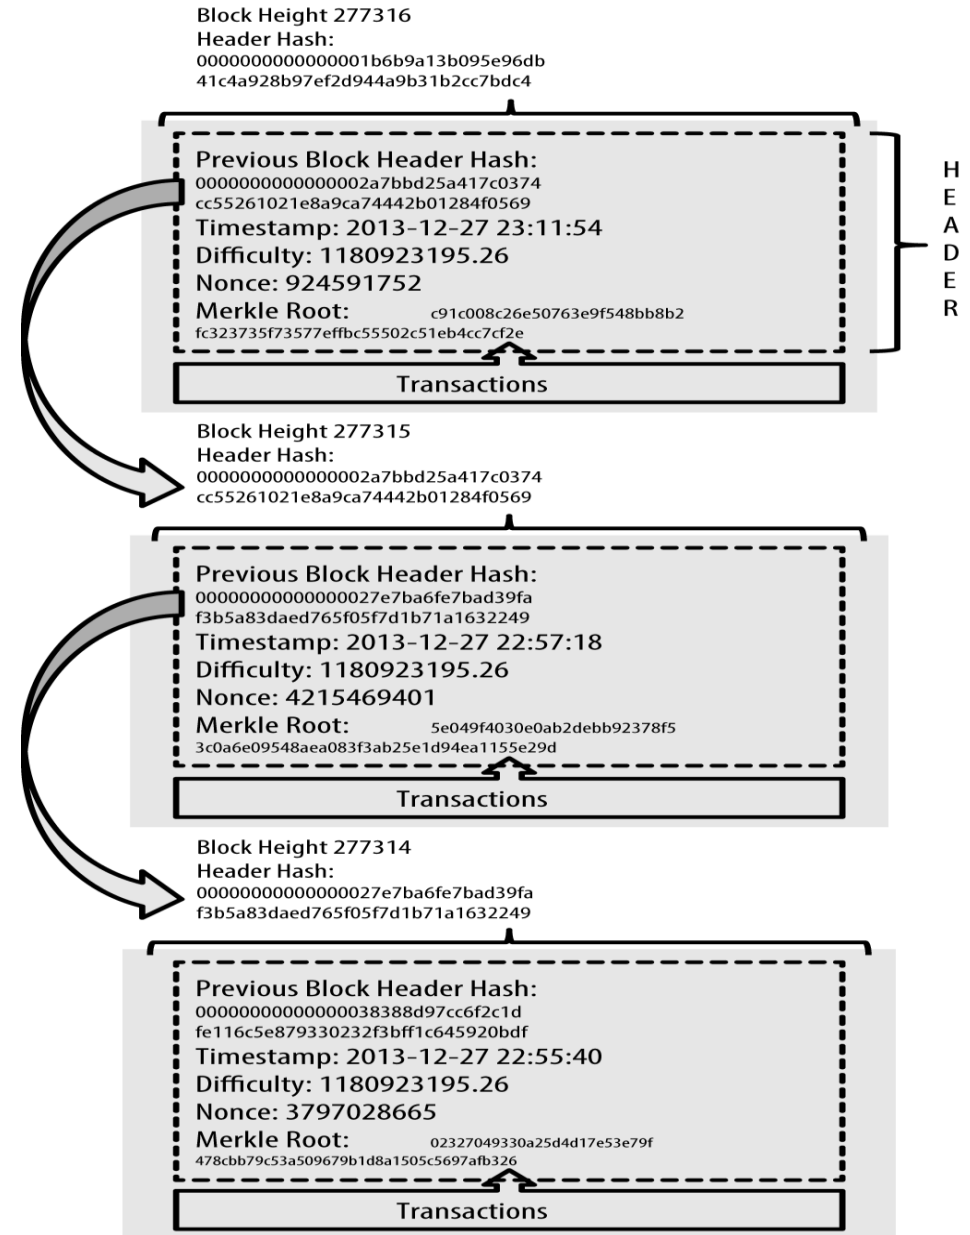 Block Height 277316
Header Hash:
0000000000000001b6b9a13b095e96db
41c4a928b97ef2d944a9b31b2cc7bdc4
Previous Block Header Hash:
0000000000000002a7bbd25a417c0374
cc55261021e8a9ca74442b01284f0569
Timestamp: 2013-12-27 23:11:54
Difficulty: 1180923195.26
Nonce: 924591752
Merkle Root: c91c008c26e50763e9f548bb8b2
fc323735f73577effbc55502c51eb4cc7cf2e
Transactions
HEADER
Block Height 277315
Header Hash:
0000000000000002a7bbd25a417c0374
cc55261021e8a9ca74442b01284f0569
Previous Block Header Hash:
00000000000000027e7ba6fe7bad39fa
f3b5a83daed765f05f7d1b71a1632249
Timestamp: 2013-12-27 22:57:18
Difficulty: 1180923195.26
Nonce: 4215469401
Merkle Root: 5e049f4030e0ab2debb92378f5
3c0a6e09548aea083f3ab25e1d94ea1155e29d
Transactions
Block Height 277314
Header Hash:
00000000000000027e7ba6fe7bad39fa
f3b5a83daed765f05f7d1b71a1632249
Previous Block Header Hash:
00000000000000038388d97cc6f2c1d
fe116c5e879330232f3bff1c645920bdf
Timestamp: 2013-12-27 22:55:40
Difficulty: 1180923195.26
Nonce: 3797028665
Merkle Root: 02327049330a25d4d17e53e79f
478cbb79c53a509679b1d8a1505c5697afb326
Transactions